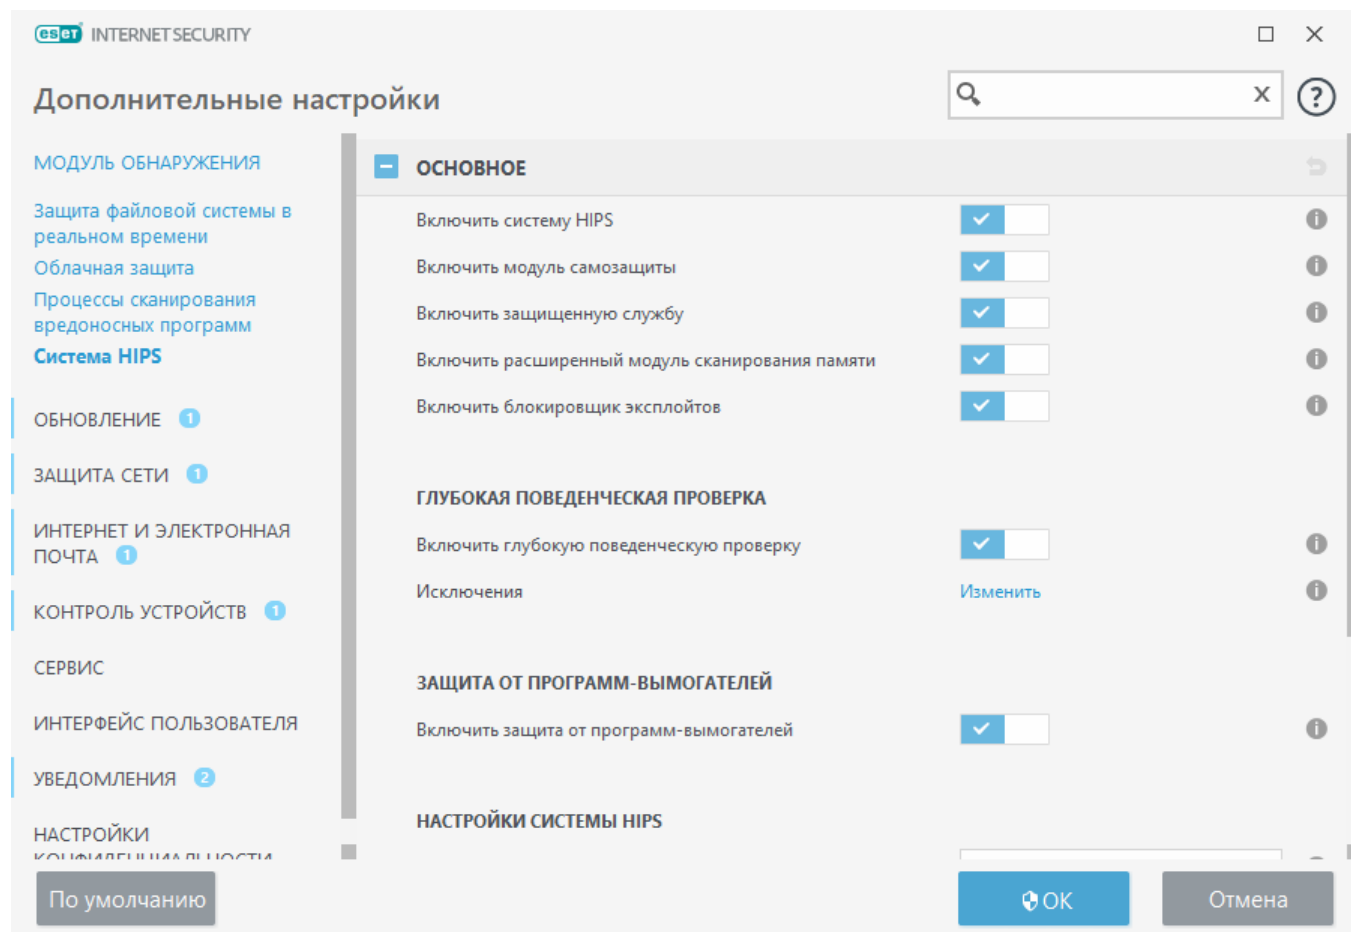 eset INTERNET SECURITY
Дополнительные настройки
x
?
МОДУЛЬ ОБНАРУЖЕНИЯ
Защита файловой системы в
реальном времени
Облачная защита
Процессы сканирования
вредоносных программ
Система HIPS
ОБНОВЛЕНИЕ 1
ЗАЩИТА СЕТИ 1
ИНТЕРНЕТ И ЭЛЕКТРОННАЯ
ПОЧТА 1
КОНТРОЛЬ УСТРОЙСТВ 1
СЕРВИС
ИНТЕРФЕЙС ПОЛЬЗОВАТЕЛЯ
УВЕДОМЛЕНИЯ 2
НАСТРОЙКИ
КОНФИДЕНЦИАЛЬНОСТИ
ОСНОВНОЕ
Включить систему HIPS
Включить модуль самозащиты
Включить защищенную службу
Включить расширенный модуль сканирования памяти
Включить блокировщик эксплойтов
ГЛУБОКАЯ ПОВЕДЕНЧЕСКАЯ ПРОВЕРКА
Включить глубокую поведенческую проверку
Исключения Изменить
ЗАЩИТА ОТ ПРОГРАММ-ВЫМОГАТЕЛЕЙ
Включить защита от программ-вымогателей
НАСТРОЙКИ СИСТЕМЫ HIPS
По умолчанию
OK
Отмена